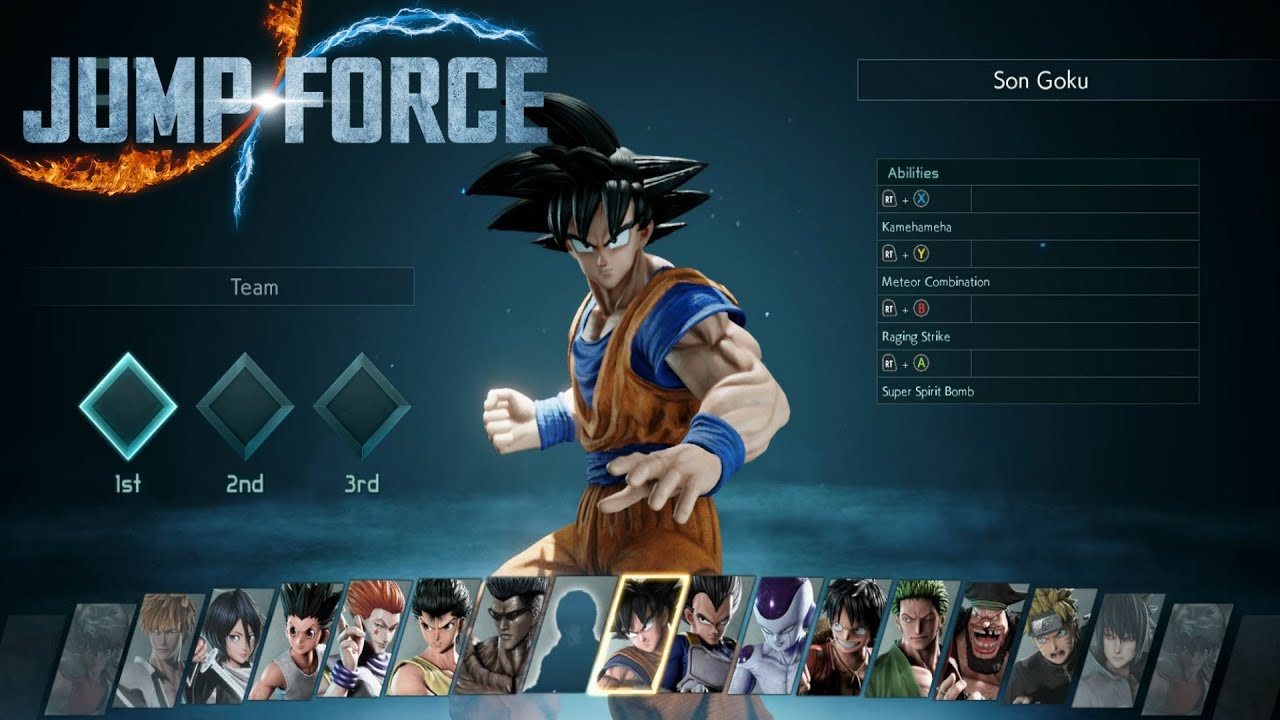 JUMP FORCE
Son Goku
Abilities
RT + X
Kamehameha
RT + Y
Meteor Combination
RT + B
Raging Strike
RT + A
Super Spirit Bomb
Team
1st
2nd
3rd